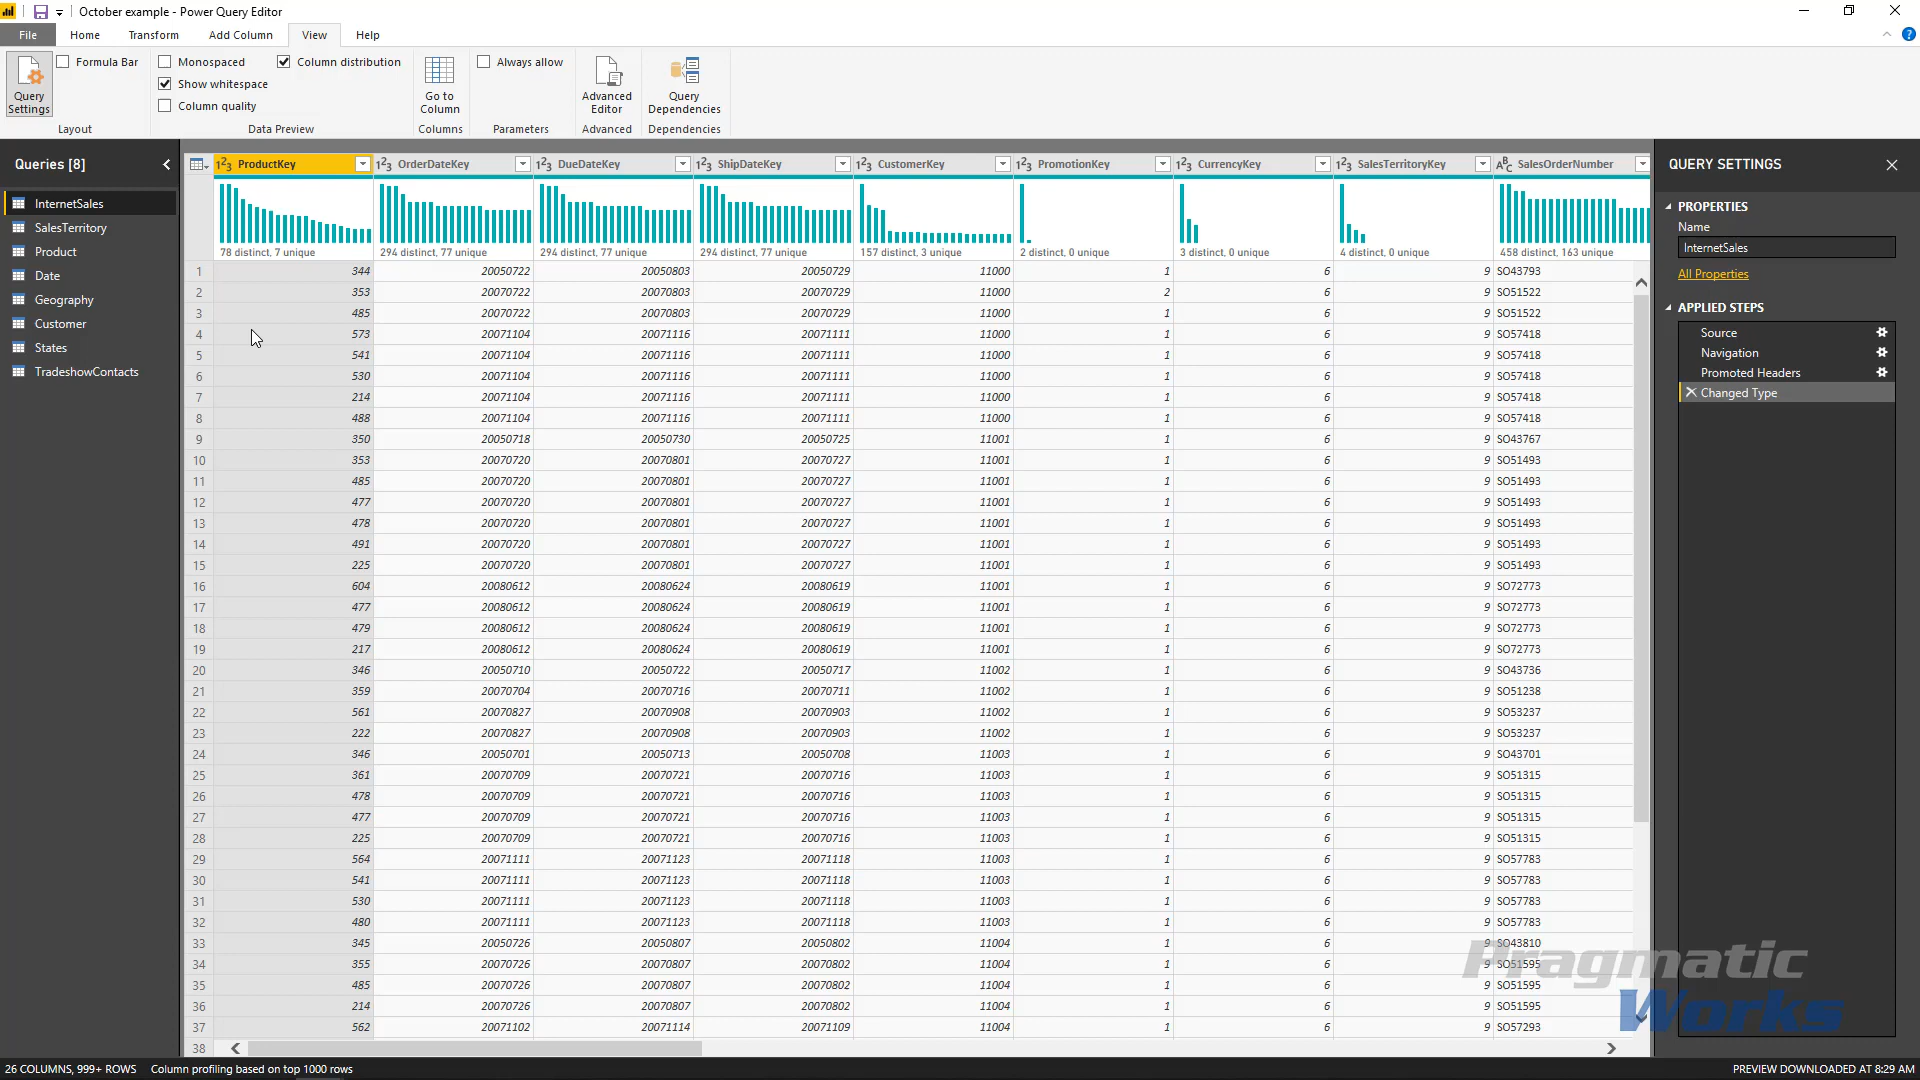 October example - Power Query Editor
File Home Transform Add Column View Help
Formula Bar Monospaced Column distribution Always allow
Show whitespace
Column quality
Query Settings Go to Column Advanced Editor Query Dependencies
Layout Data Preview Columns Parameters Advanced Dependencies
Queries [8]
InternetSales
SalesTerritory
Product
Date
Geography
Customer
States
TradeshowContacts
ProductKey OrderDateKey DueDateKey ShipDateKey CustomerKey PromotionKey CurrencyKey SalesTerritoryKey SalesOrderNumber
78 distinct, 7 unique 294 distinct, 77 unique 294 distinct, 77 unique 294 distinct, 77 unique 157 distinct, 3 unique 2 distinct, 0 unique 3 distinct, 0 unique 4 distinct, 0 unique 458 distinct, 163 unique
1 344 20050722 20050803 20050729 11000 1 6 9 SO43793
2 353 20070722 20070803 20070729 11000 2 6 9 SO51522
3 485 20070722 20070803 20070729 11000 1 6 9 SO51522
4 573 20071104 20071116 20071111 11000 1 6 9 SO57418
5 541 20071104 20071116 20071111 11000 1 6 9 SO57418
6 530 20071104 20071116 20071111 11000 1 6 9 SO57418
7 214 20071104 20071116 20071111 11000 1 6 9 SO57418
8 488 20071104 20071116 20071111 11000 1 6 9 SO57418
9 350 20050718 20050730 20050725 11001 1 6 9 SO43767
10 353 20070720 20070801 20070727 11001 1 6 9 SO51493
11 485 20070720 20070801 20070727 11001 1 6 9 SO51493
12 477 20070720 20070801 20070727 11001 1 6 9 SO51493
13 478 20070720 20070801 20070727 11001 1 6 9 SO51493
14 491 20070720 20070801 20070727 11001 1 6 9 SO51493
15 225 20070720 20070801 20070727 11001 1 6 9 SO51493
16 604 20080612 20080624 20080619 11001 1 6 9 SO72773
17 477 20080612 20080624 20080619 11001 1 6 9 SO72773
18 479 20080612 20080624 20080619 11001 1 6 9 SO72773
19 217 20080612 20080624 20080619 11001 1 6 9 SO72773
20 346 20050710 20050722 20050717 11002 1 6 9 SO43736
21 359 20070704 20070716 20070711 11002 1 6 9 SO51238
22 561 20070827 20070908 20070903 11002 1 6 9 SO53237
23 222 20070827 20070908 20070903 11002 1 6 9 SO53237
24 346 20050701 20050713 20050708 11003 1 6 9 SO43701
25 361 20070709 20070721 20070716 11003 1 6 9 SO51315
26 478 20070709 20070721 20070716 11003 1 6 9 SO51315
27 477 20070709 20070721 20070716 11003 1 6 9 SO51315
28 225 20070709 20070721 20070716 11003 1 6 9 SO51315
29 564 20071111 20071123 20071118 11003 1 6 9 SO57783
30 541 20071111 20071123 20071118 11003 1 6 9 SO57783
31 530 20071111 20071123 20071118 11003 1 6 9 SO57783
32 480 20071111 20071123 20071118 11003 1 6 9 SO57783
33 345 20050726 20050807 20050802 11004 1 6 9 SO43810
34 355 20070726 20070807 20070802 11004 1 6 9 SO51595
35 485 20070726 20070807 20070802 11004 1 6 9 SO51595
36 214 20070726 20070807 20070802 11004 1 6 9 SO51595
37 562 20071102 20071114 20071109 11004 1 6 9 SO57293
38
QUERY SETTINGS
PROPERTIES
Name
InternetSales
All Properties
APPLIED STEPS
Source
Navigation
Promoted Headers
Changed Type
Pragmatic
Works
26 COLUMNS, 999+ ROWS Column profiling based on top 1000 rows PREVIEW DOWNLOADED AT 8:29 AM